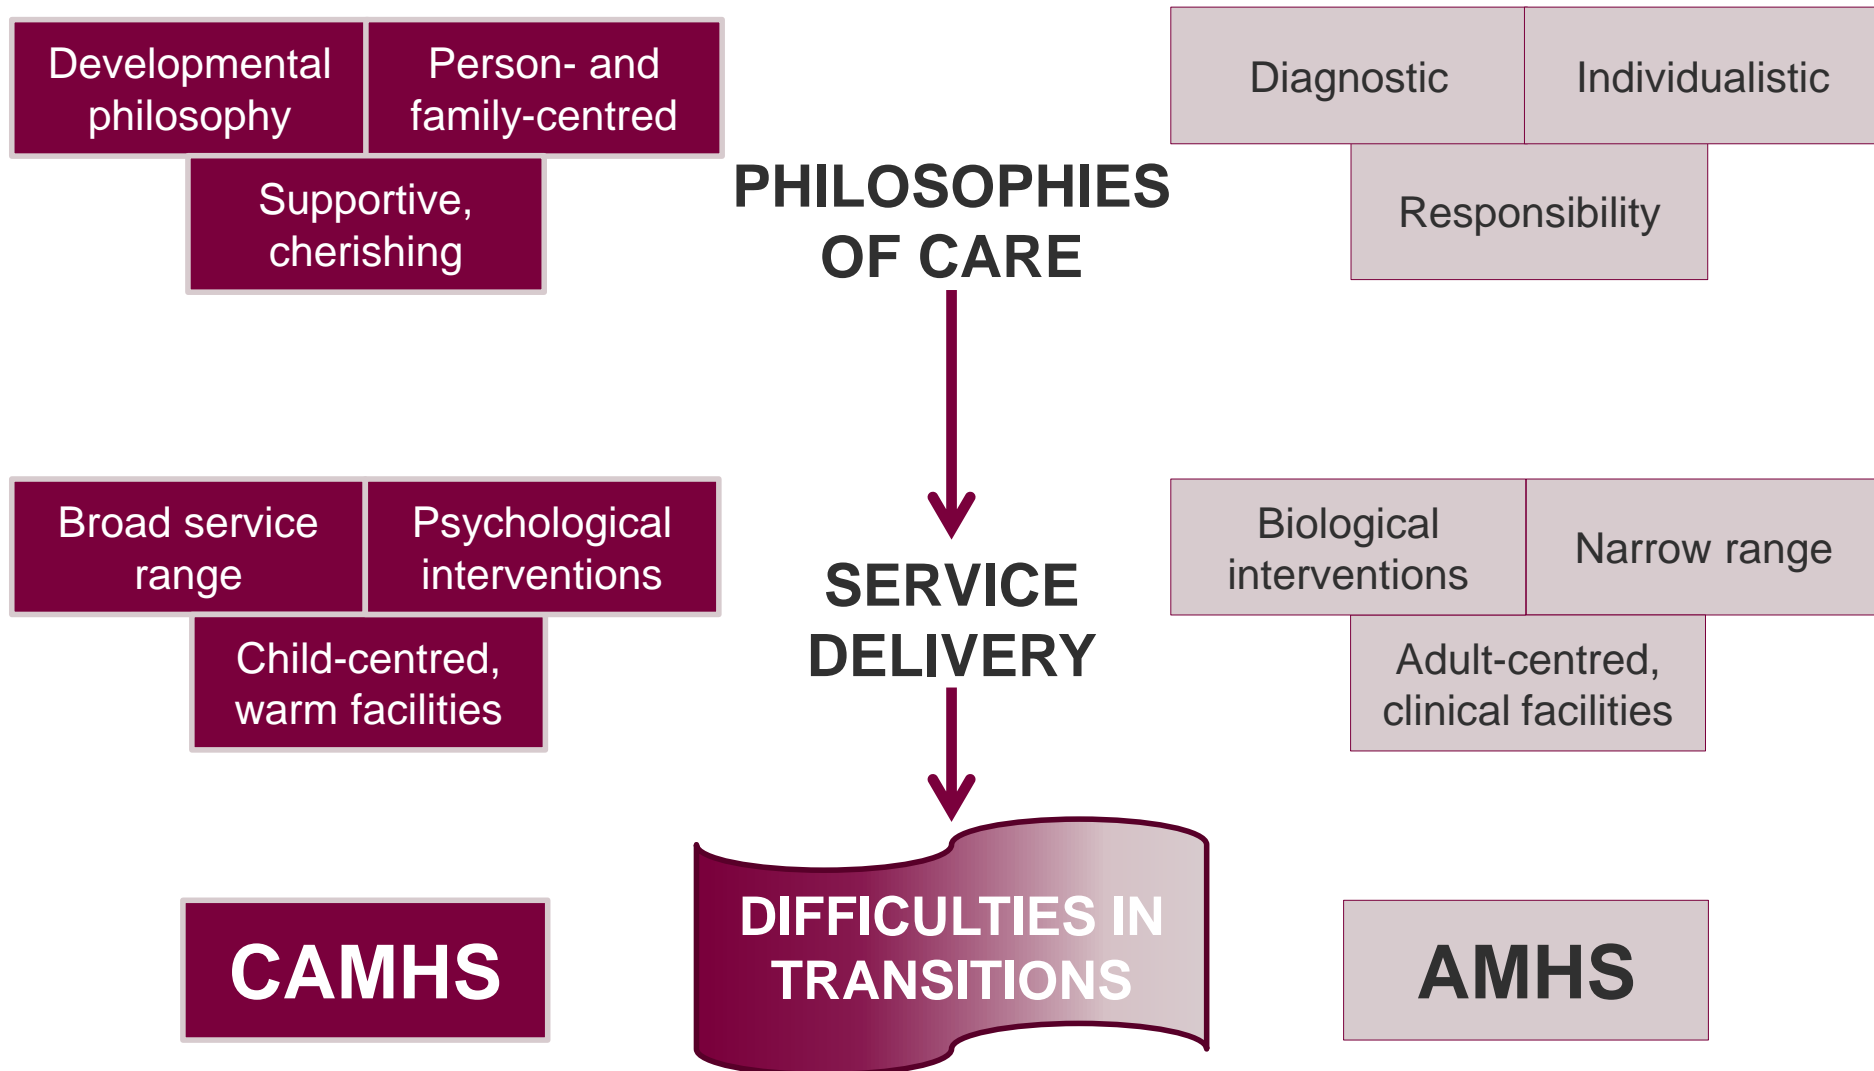 Developmental
philosophy
Person- and
family-centred
Supportive,
cherishing
PHILOSOPHIES
OF CARE
Diagnostic
Individualistic
Responsibility
Broad service
range
Psychological
interventions
Child-centred,
warm facilities
SERVICE
DELIVERY
Biological
interventions
Narrow range
Adult-centred,
clinical facilities
CAMHS
DIFFICULTIES IN
TRANSITIONS
AMHS